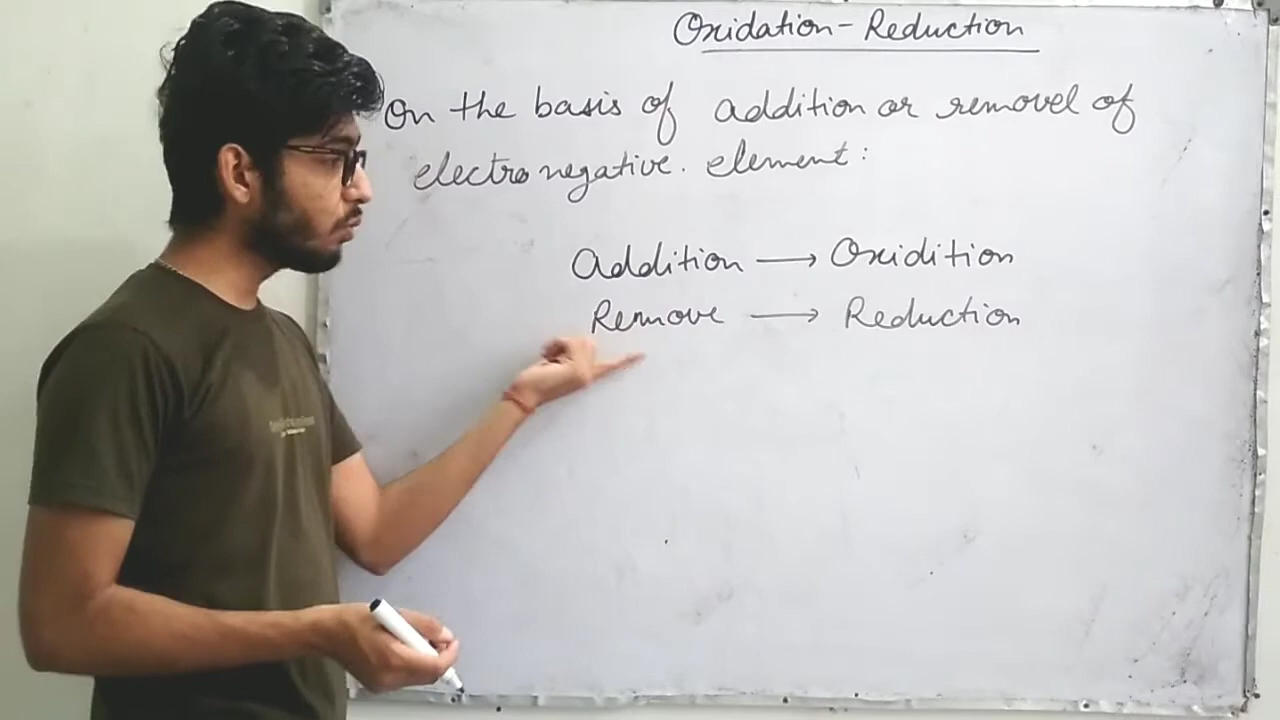 Oxidation - Reduction
On the basis of addition or removel of
electronegative. element:
Addition → Oxidition
Remove → Reduction